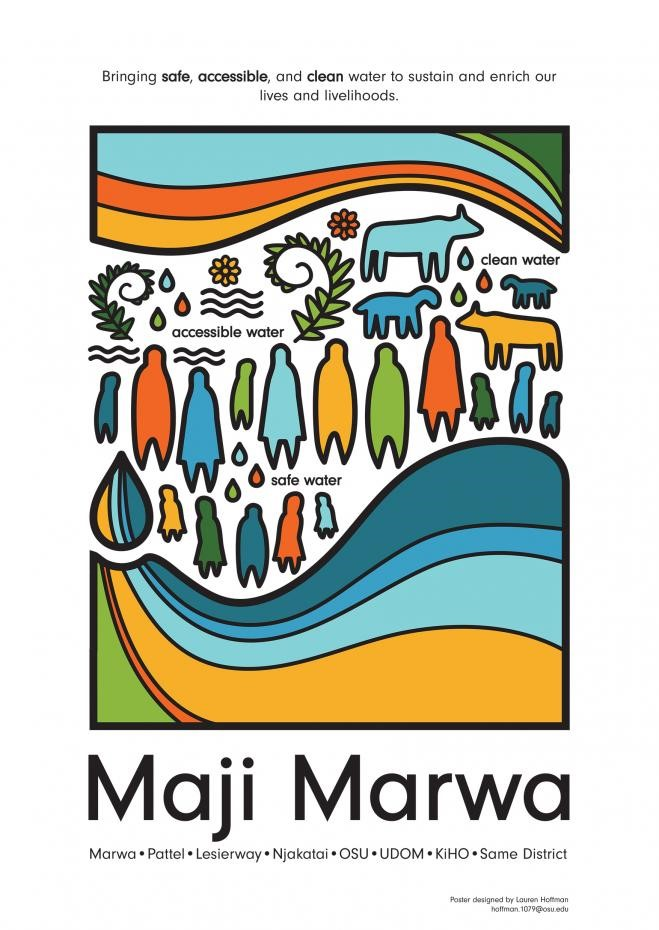 Bringing safe, accessible, and clean water to sustain and enrich our
lives and livelihoods.
clean water
accessible water
safe water
Maji Marwa
Marwa • Pattel • Lesierway • Njakatai • OSU • UDOM • KiHO • Same District
Poster designed by Lauren Hoffman
hoffman.1079@osu.edu